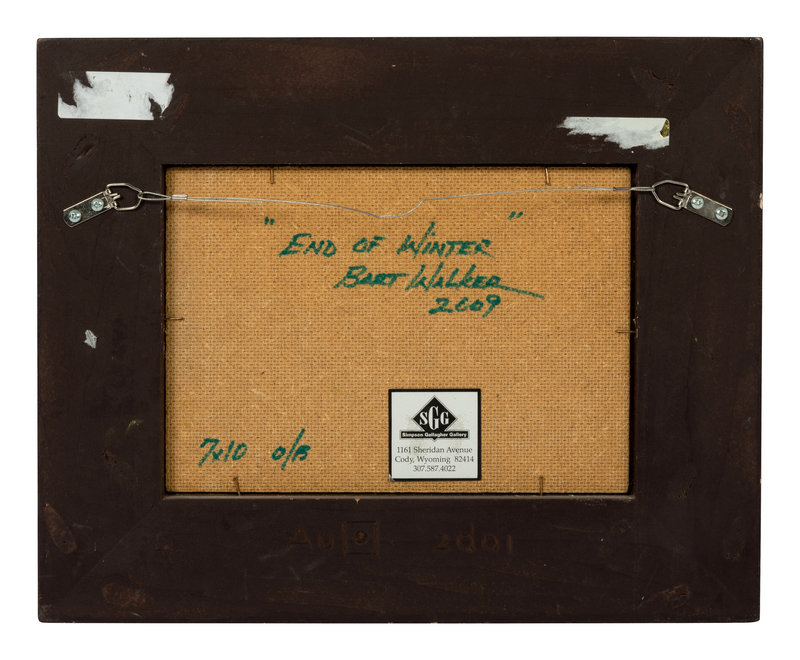 "END OF WINTER"
BART WALKER
2009
SGG
Simpson Gallagher Gallery
1161 Sheridan Avenue
Cody, Wyoming 82414
307.587.4022
7x10 O/B
2001